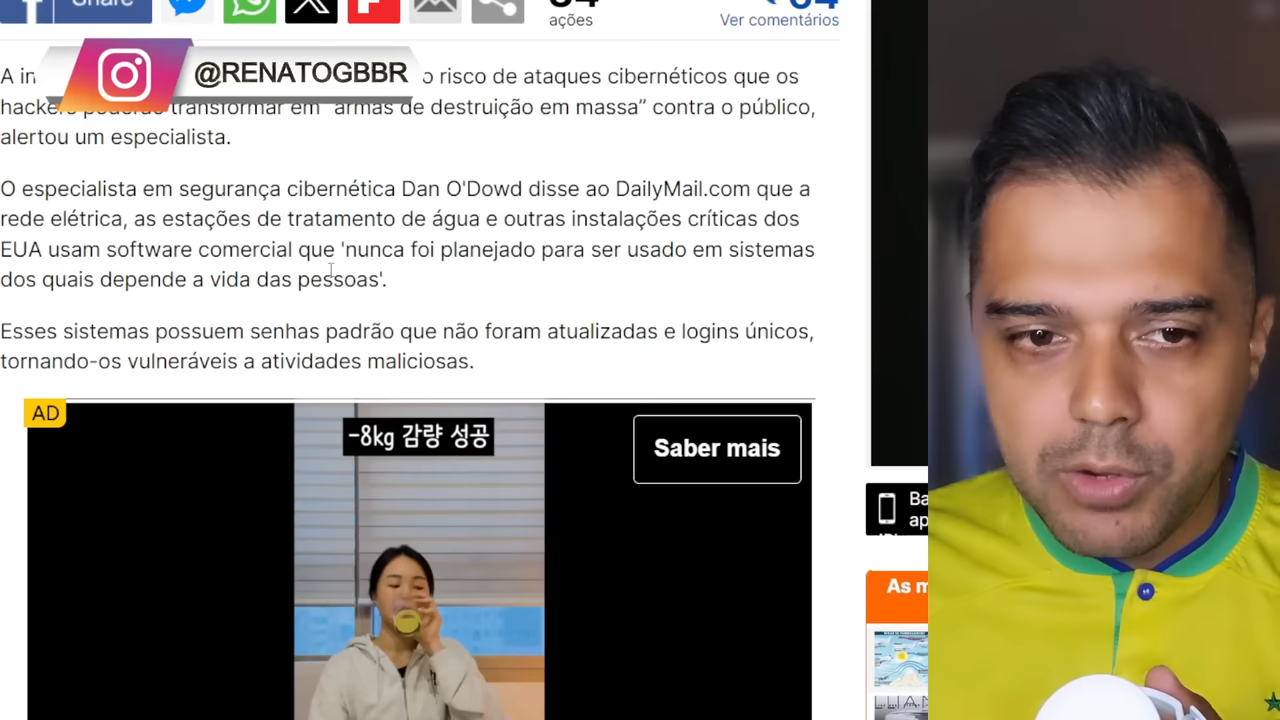 Share
ações
Ver comentários
@RENATOGBBR
A in
o risco de ataques cibernéticos que os
transformar em "armas de destruição em massa” contra o público,
alertou um especialista.
O especialista em segurança cibernética Dan O'Dowd disse ao DailyMail.com que a
rede elétrica, as estações de tratamento de água e outras instalações críticas dos
EUA usam software comercial que 'nunca foi planejado para ser usado em sistemas
dos quais depende a vida das pessoas'.
Esses sistemas possuem senhas padrão que não foram atualizadas e logins únicos,
tornando-os vulneráveis a atividades maliciosas.
AD
-8kg 감량 성공
Saber mais
Ba
ap
As m